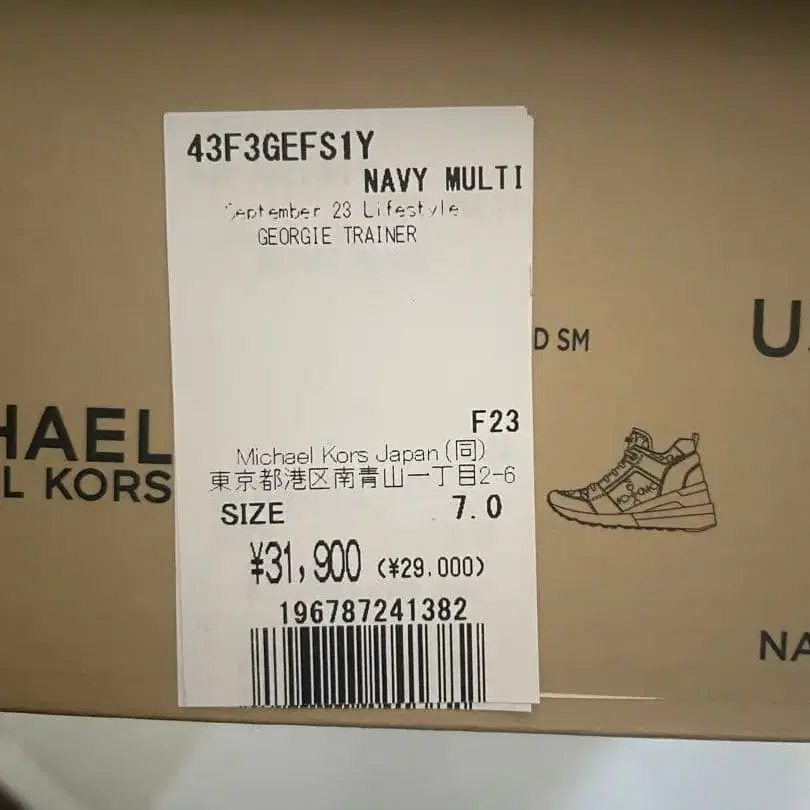 43F3GEFS1Y
NAVY MULTI
September 23 Lifestyle
GEORGIE TRAINER
D SM
U
HAEL
L KORS
F23
Michael Kors Japan(同)
東京都港区南青山一丁目2-6
SIZE 7.0
¥31,900 (¥29.000)
196787241382
NA